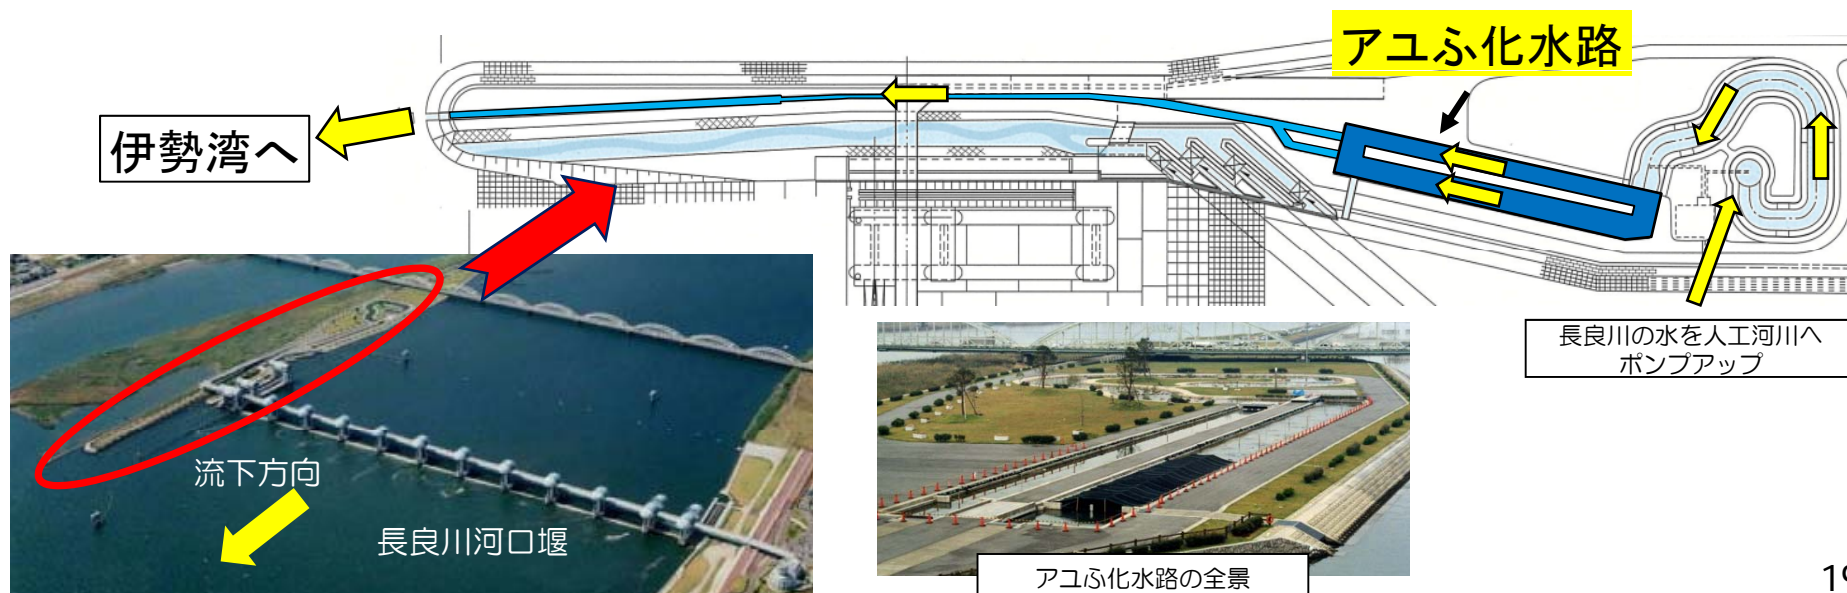 アユふ化水路
伊勢湾へ
長良川の水を人工河川へ
ポンプアップ
流下方向
長良川河口堰
アユふ化水路の全景